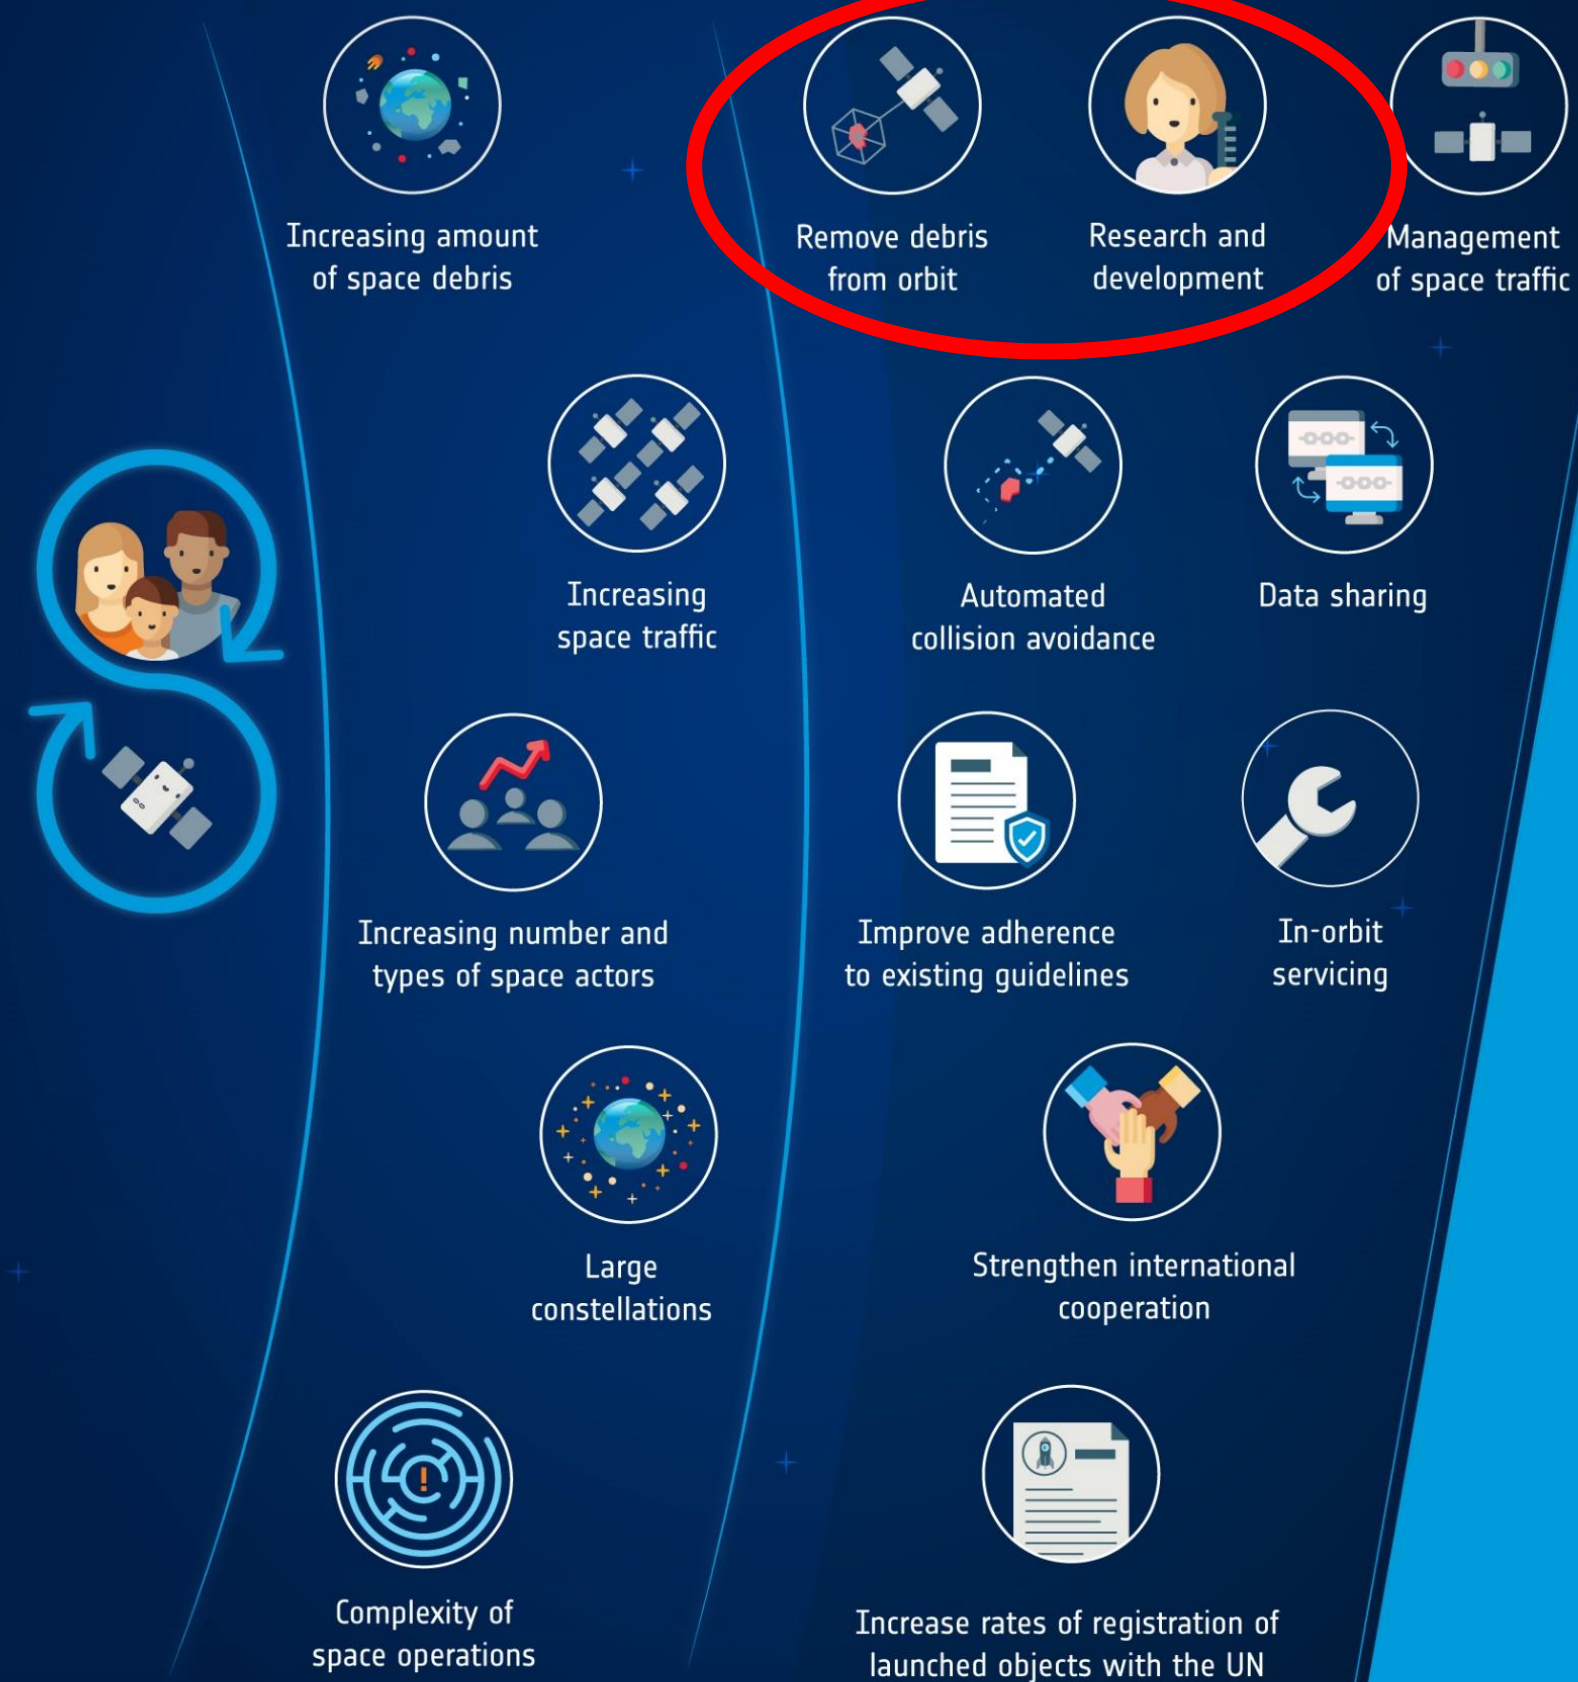 Increasing amount
of space debris
Remove debris
from orbit
Research and
development
Management
of space traffic
Increasing
space traffic
Automated
collision avoidance
Data sharing
Increasing number and
types of space actors
Improve adherence
to existing guidelines
In-orbit
servicing
Large
constellations
Strengthen international
cooperation
Complexity of
space operations
Increase rates of registration of
launched objects with the UN